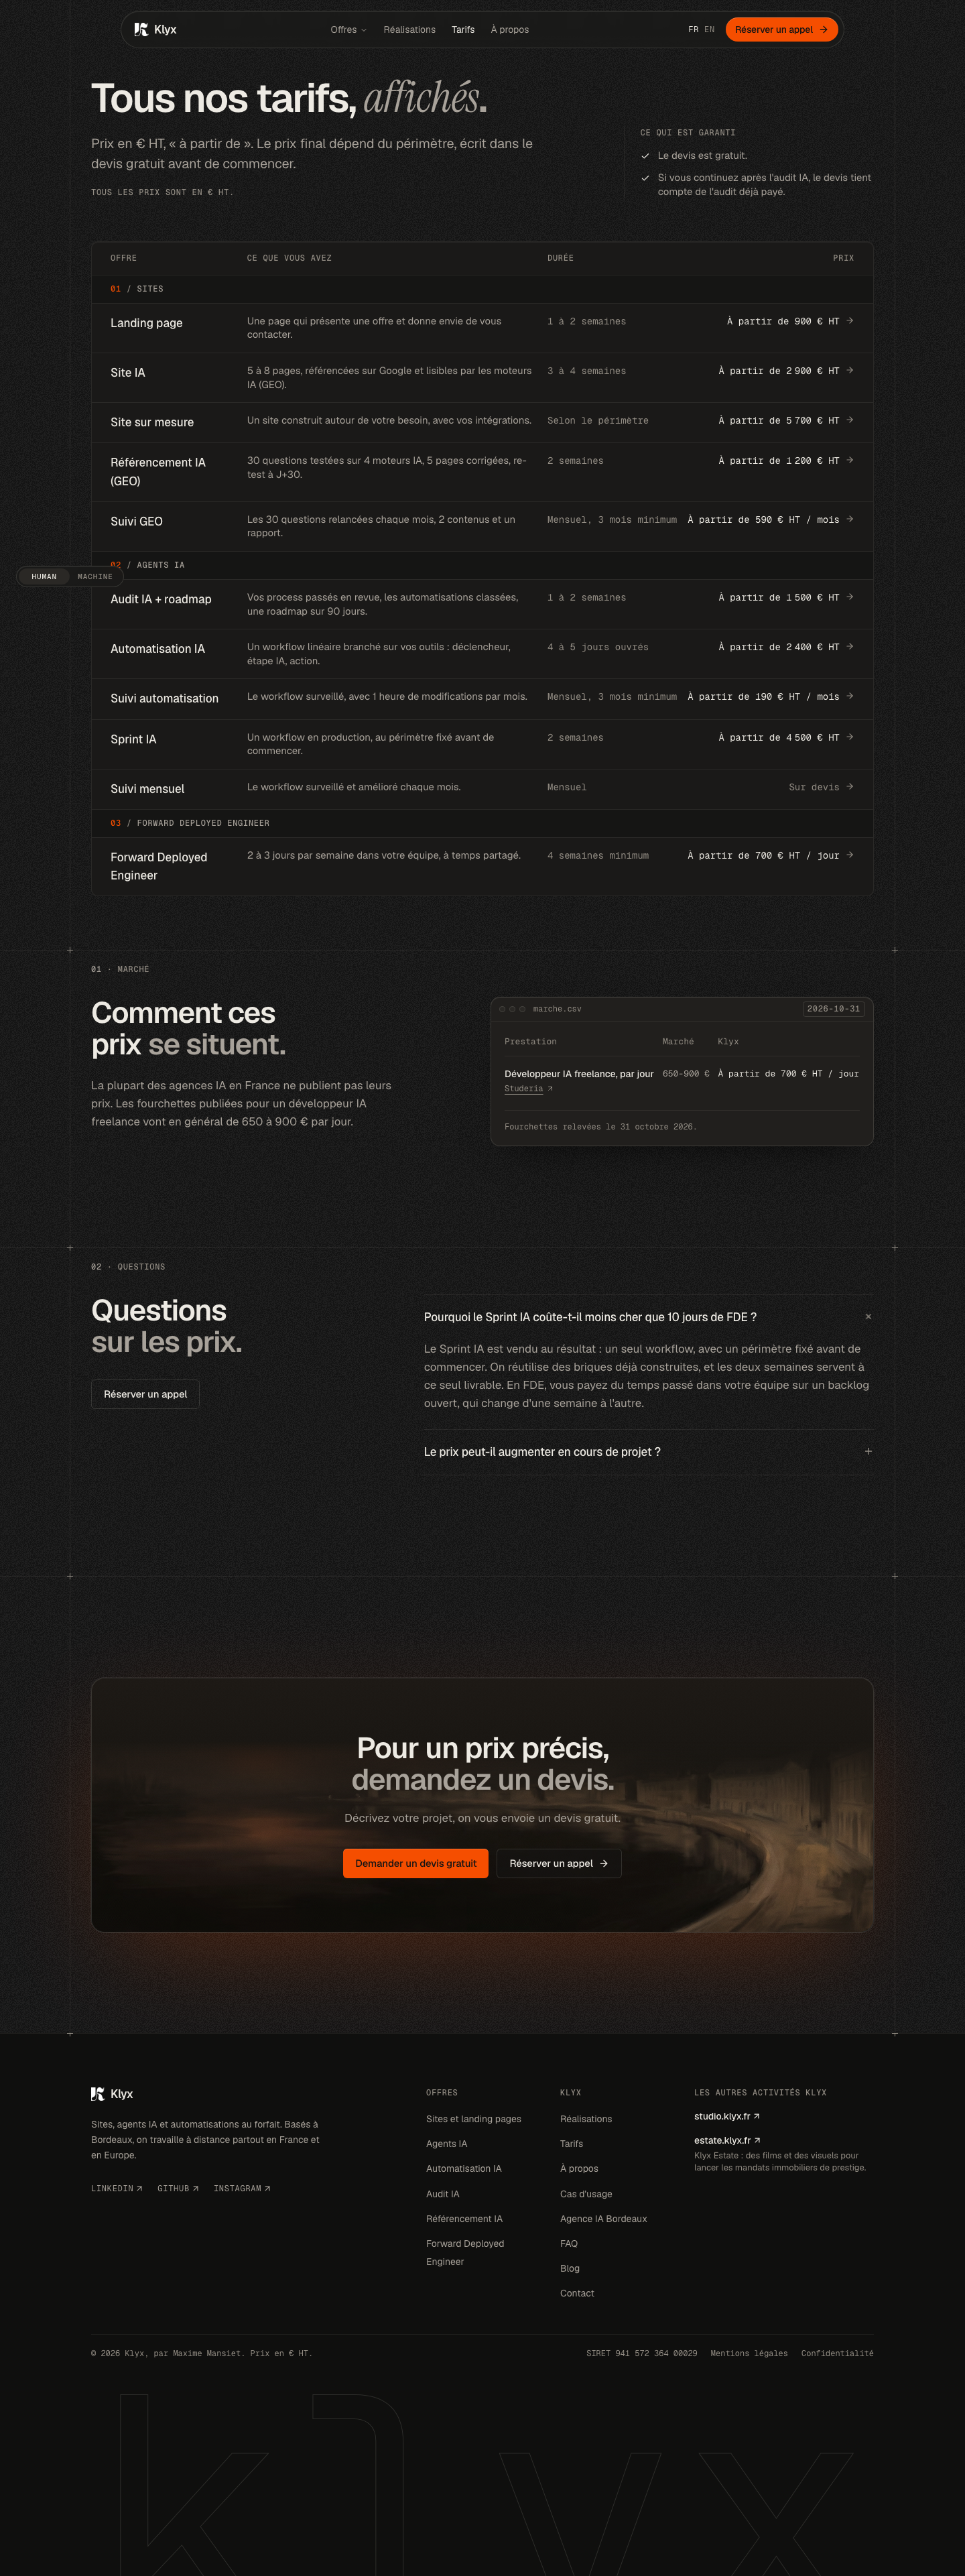 Klyx
Offres
Réalisations
Tarifs
À propos
FR EN
Réserver un appel
Tous nos tarifs, affichés.
Prix en € HT, « à partir de ». Le prix final dépend du périmètre, écrit dans le
devis gratuit avant de commencer.
TOUS LES PRIX SONT EN € HT.
CE QUI EST GARANTI
Le devis est gratuit.
Si vous continuez après l'audit IA, le devis tient
compte de l'audit déjà payé.
OFFRE CE QUE VOUS AVEZ DURÉE PRIX
01 / SITES
Landing page
Une page qui présente une offre et donne envie de vous
contacter.
1 à 2 semaines
À partir de 900 € HT
Site IA
5 à 8 pages, référencées sur Google et lisibles par les moteurs
IA (GEO).
3 à 4 semaines
À partir de 2 900 € HT
Site sur mesure
Un site construit autour de votre besoin, avec vos intégrations.
Selon le périmètre
À partir de 5 700 € HT
Référencement IA
(GEO)
30 questions testées sur 4 moteurs IA, 5 pages corrigées, re-
test à J+30.
2 semaines
À partir de 1 200 € HT
Suivi GEO
Les 30 questions relancées chaque mois, 2 contenus et un
rapport.
Mensuel, 3 mois minimum
À partir de 590 € HT / mois
02 / AGENTS IA
HUMAN MACHINE
Audit IA + roadmap
Vos process passés en revue, les automatisations classées,
une roadmap sur 90 jours.
1 à 2 semaines
À partir de 1 500 € HT
Automatisation IA
Un workflow linéaire branché sur vos outils : déclencheur,
étape IA, action.
4 à 5 jours ouvrés
À partir de 2 400 € HT
Suivi automatisation
Le workflow surveillé, avec 1 heure de modifications par mois.
Mensuel, 3 mois minimum
À partir de 190 € HT / mois
Sprint IA
Un workflow en production, au périmètre fixé avant de
commencer.
2 semaines
À partir de 4 500 € HT
Suivi mensuel
Le workflow surveillé et amélioré chaque mois.
Mensuel
Sur devis
03 / FORWARD DEPLOYED ENGINEER
Forward Deployed
Engineer
2 à 3 jours par semaine dans votre équipe, à temps partagé.
4 semaines minimum
À partir de 700 € HT / jour
01 · MARCHÉ
Comment ces
prix se situent.
La plupart des agences IA en France ne publient pas leurs
prix. Les fourchettes publiées pour un développeur IA
freelance vont en général de 650 à 900 € par jour.
marche.csv
2026-10-31
Prestation Marché Klyx
Développeur IA freelance, par jour 650–900 € À partir de 700 € HT / jour
Studeria
Fourchettes relevées le 31 octobre 2026.
02 · QUESTIONS
Questions
sur les prix.
Réserver un appel
Pourquoi le Sprint IA coûte-t-il moins cher que 10 jours de FDE ?
Le Sprint IA est vendu au résultat : un seul workflow, avec un périmètre fixé avant de
commencer. On réutilise des briques déjà construites, et les deux semaines servent à
ce seul livrable. En FDE, vous payez du temps passé dans votre équipe sur un backlog
ouvert, qui change d'une semaine à l'autre.
Le prix peut-il augmenter en cours de projet ?
Pour un prix précis,
demandez un devis.
Décrivez votre projet, on vous envoie un devis gratuit.
Demander un devis gratuit
Réserver un appel
Klyx
Sites, agents IA et automatisations au forfait. Basés à
Bordeaux, on travaille à distance partout en France et
en Europe.
LINKEDIN GITHUB INSTAGRAM
OFFRES
Sites et landing pages
Agents IA
Automatisation IA
Audit IA
Référencement IA
Forward Deployed
Engineer
KLYX
Réalisations
Tarifs
À propos
Cas d'usage
Agence IA Bordeaux
FAQ
Blog
Contact
LES AUTRES ACTIVITÉS KLYX
studio.klyx.fr
estate.klyx.fr
Klyx Estate : des films et des visuels pour
lancer les mandats immobiliers de prestige.
© 2026 Klyx, par Maxime Mansiet. Prix en € HT.
SIRET 941 572 364 00029 Mentions légales Confidentialité
klyx